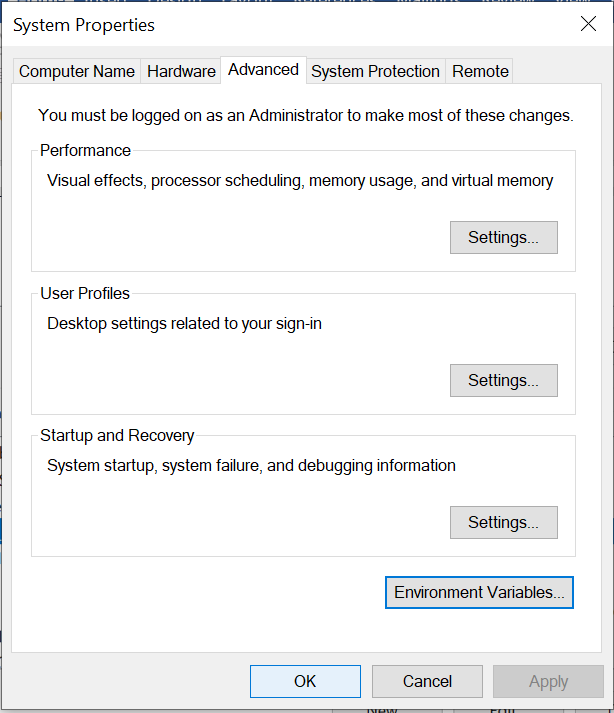 System Properties
Computer Name Hardware Advanced System Protection Remote
You must be logged on as an Administrator to make most of these changes.
Performance
Visual effects, processor scheduling, memory usage, and virtual memory
Settings...
User Profiles
Desktop settings related to your sign-in
Settings...
Startup and Recovery
System startup, system failure, and debugging information
Settings...
Environment Variables...
OK Cancel Apply